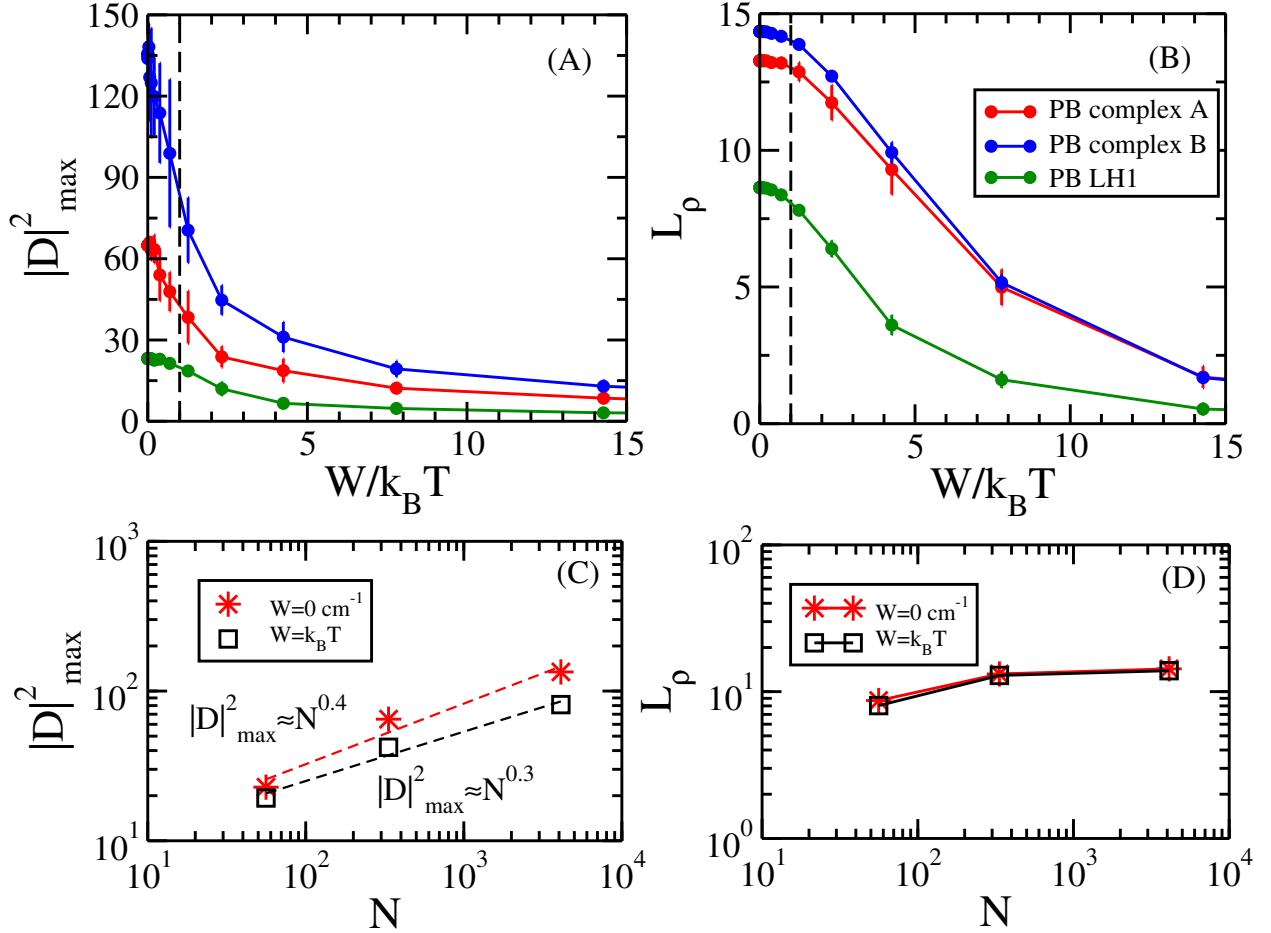 150
120
90
60
30
0
|D|²max
(A)
0 5 10 15
W/kBT
15
10
5
0
Lρ
(B)
PB complex A
PB complex B
PB LH1
0 5 10 15
W/kBT
10³
10²
10¹
|D|²max
(C)
W=0 cm⁻¹
W=kBT
|D|²max≈N⁰·⁴
|D|²max≈N⁰·³
10¹ 10² 10³ 10⁴
N
10²
10¹
10⁰
Lρ
(D)
W=0 cm⁻¹
W=kBT
10¹ 10² 10³ 10⁴
N